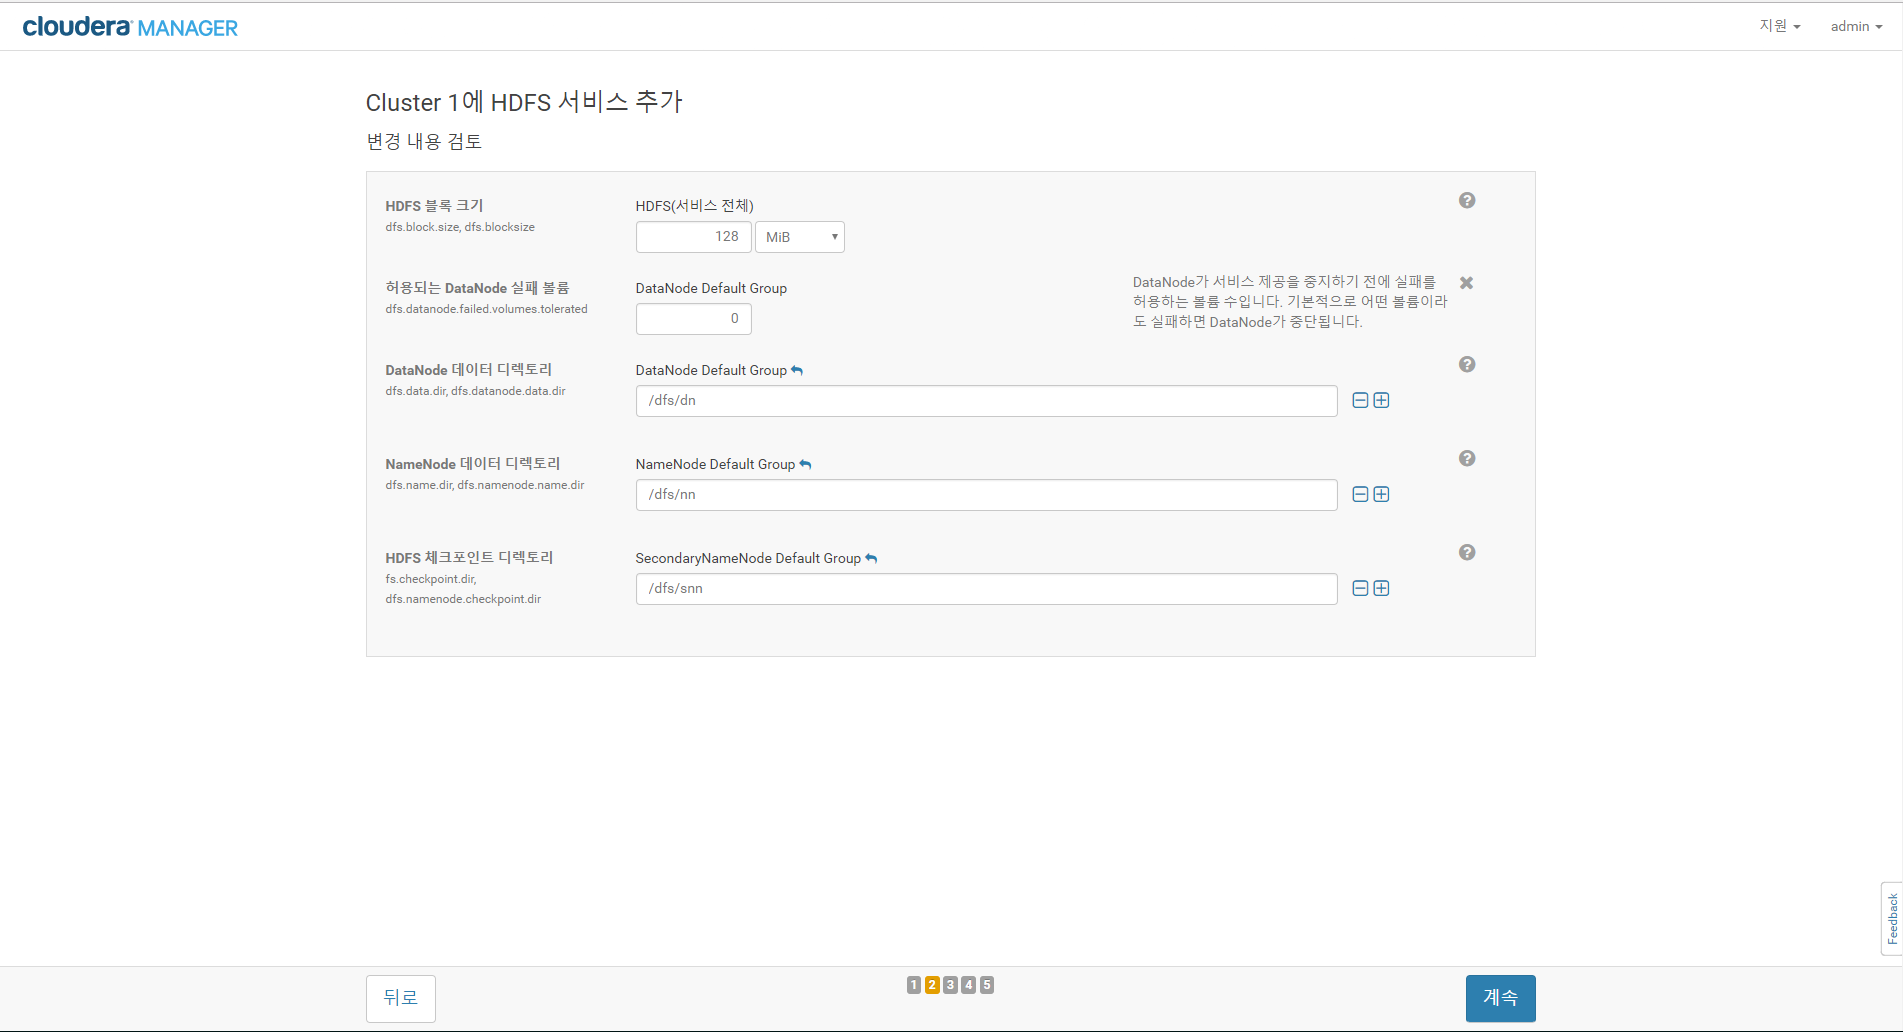 cloudera MANAGER
지원 admin
Cluster 1에 HDFS 서비스 추가
변경 내용 검토
HDFS 블록 크기
dfs.block.size, dfs.blocksize
HDFS(서비스 전체)
128 MiB
허용되는 DataNode 실패 볼륨
dfs.datanode.failed.volumes.tolerated
DataNode Default Group
0
DataNode가 서비스 제공을 중지하기 전에 실패를
허용하는 볼륨 수입니다. 기본적으로 어떤 볼륨이라
도 실패하면 DataNode가 중단됩니다.
DataNode 데이터 디렉토리
dfs.data.dir, dfs.datanode.data.dir
DataNode Default Group
/dfs/dn
NameNode 데이터 디렉토리
dfs.name.dir, dfs.namenode.name.dir
NameNode Default Group
/dfs/nn
HDFS 체크포인트 디렉토리
fs.checkpoint.dir,
dfs.namenode.checkpoint.dir
SecondaryNameNode Default Group
/dfs/snn
Feedback
뒤로
1 2 3 4 5
계속